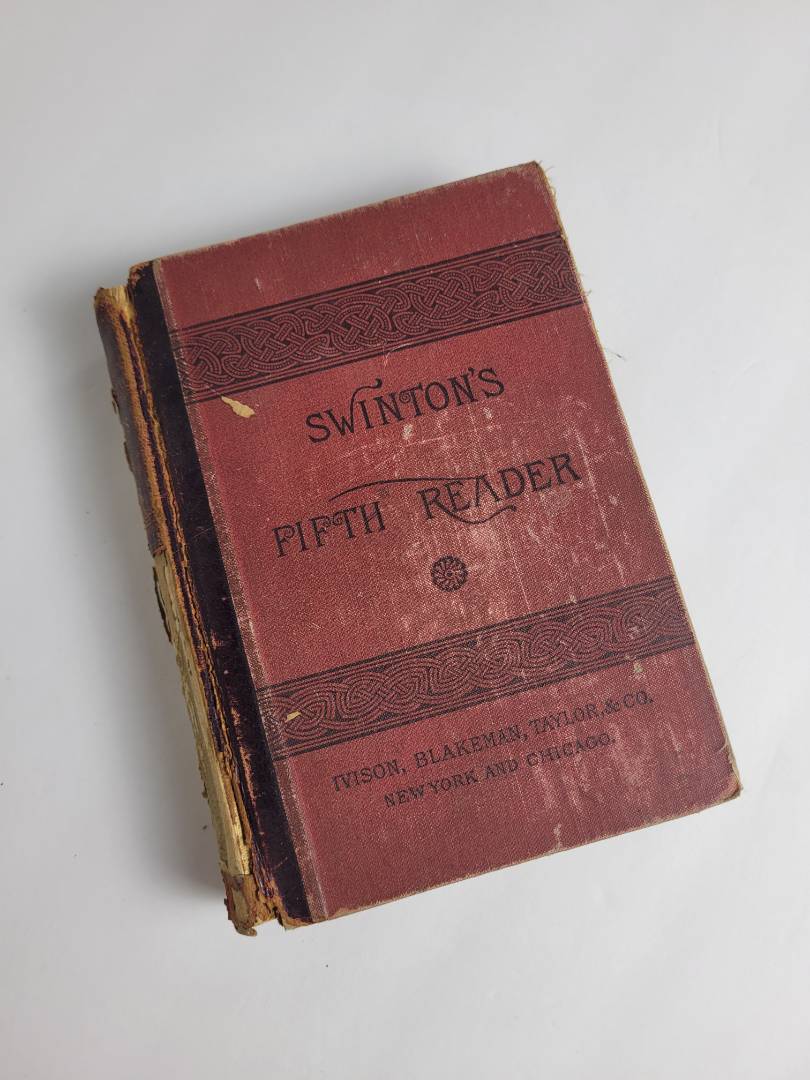 SWINTON'S
FIFTH READER
IVISON, BLAKEMAN, TAYLOR, & CO.
NEW YORK AND CHICAGO.